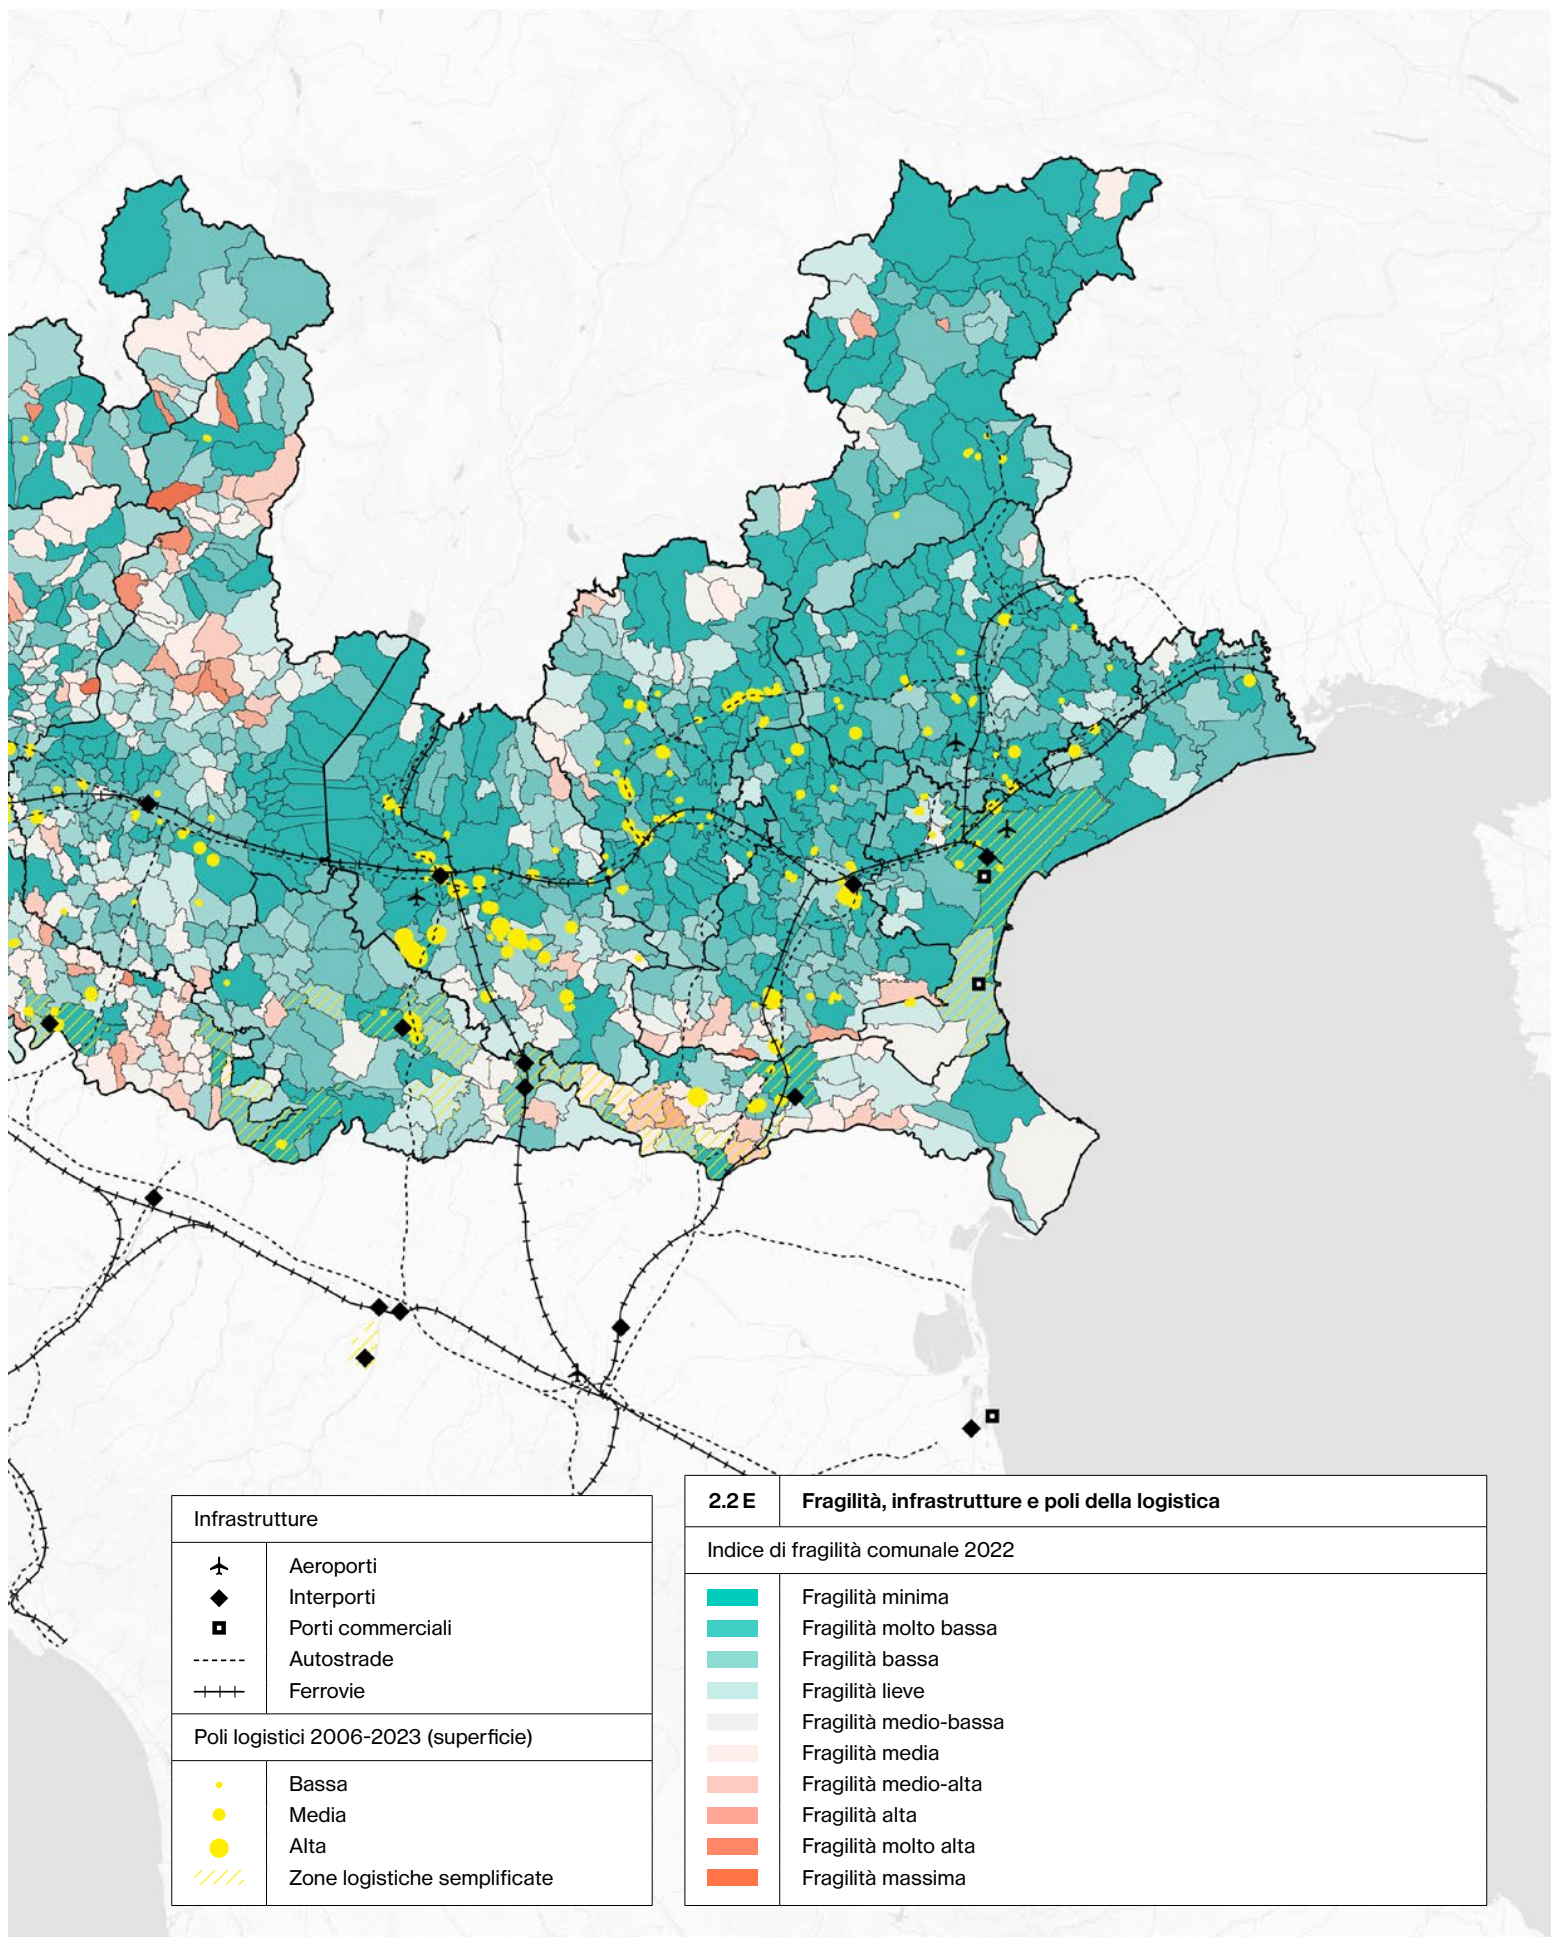 Infrastrutture
Aeroporti
Interporti
Porti commerciali
Autostrade
Ferrovie
Poli logistici 2006-2023 (superficie)
Bassa
Media
Alta
Zone logistiche semplificate
2.2 E Fragilità, infrastrutture e poli della logistica
Indice di fragilità comunale 2022
Fragilità minima
Fragilità molto bassa
Fragilità bassa
Fragilità lieve
Fragilità medio-bassa
Fragilità media
Fragilità medio-alta
Fragilità alta
Fragilità molto alta
Fragilità massima